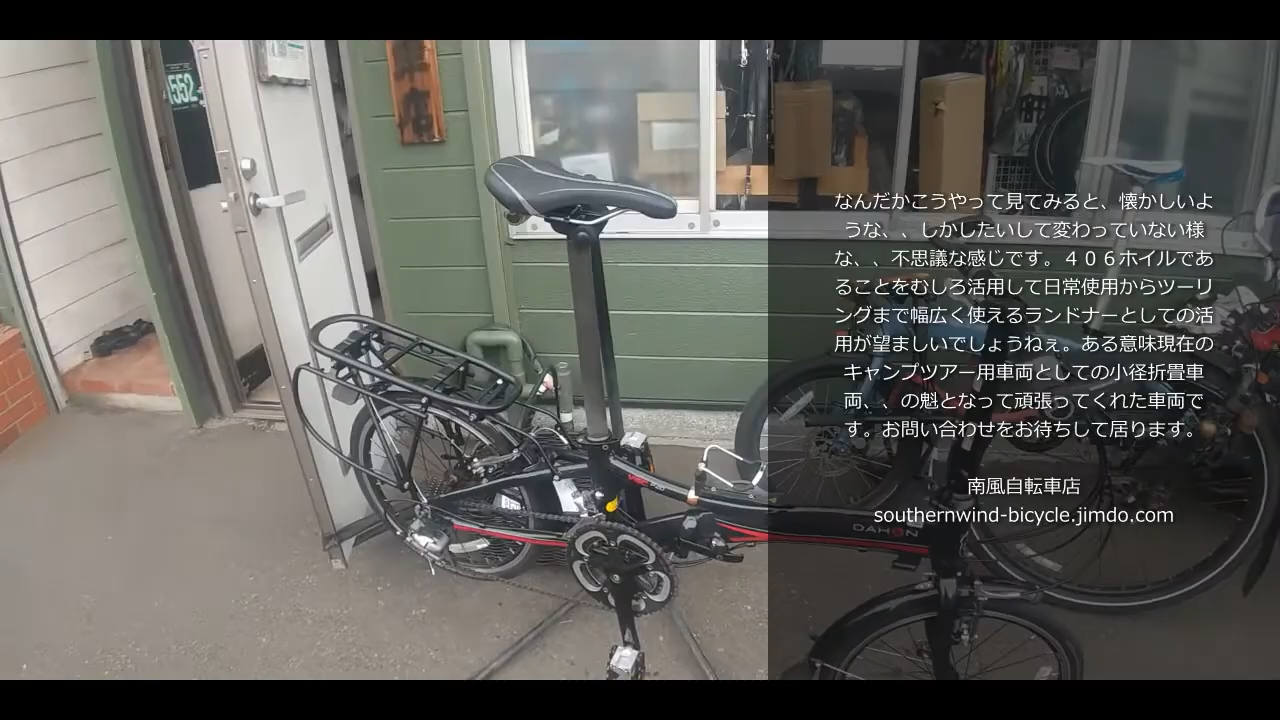 552
なんだかこうやって見てみると、懐かしいよ
うな、、しかしたいして変わっていない様
な、、不思議な感じです。４０６ホイルであ
ることをむしろ活用して日常使用からツーリ
ングまで幅広く使えるランドナーとしての活
用が望ましいでしょうねぇ。ある意味現在の
キャンプツアー用車両としての小径折畳車
両、、の魁となって頑張ってくれた車両で
す。お問い合わせをお待ちして居ります。
南風自転車店
southernwind-bicycle.jimdo.com
DAHON